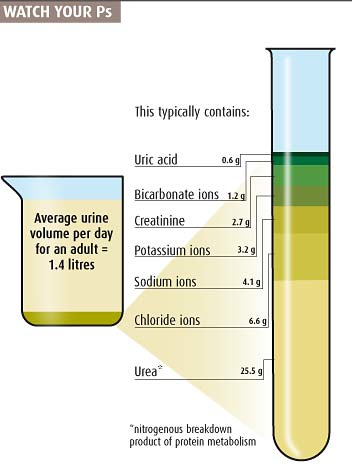 WATCH YOUR Ps
This typically contains:
Uric acid 0.6 g
Bicarbonate ions 1.2 g
Creatinine 2.7 g
Potassium ions 3.2 g
Sodium ions 4.1 g
Chloride ions 6.6 g
Urea* 25.5 g
Average urine
volume per day
for an adult =
1.4 litres
*nitrogenous breakdown
product of protein metabolism